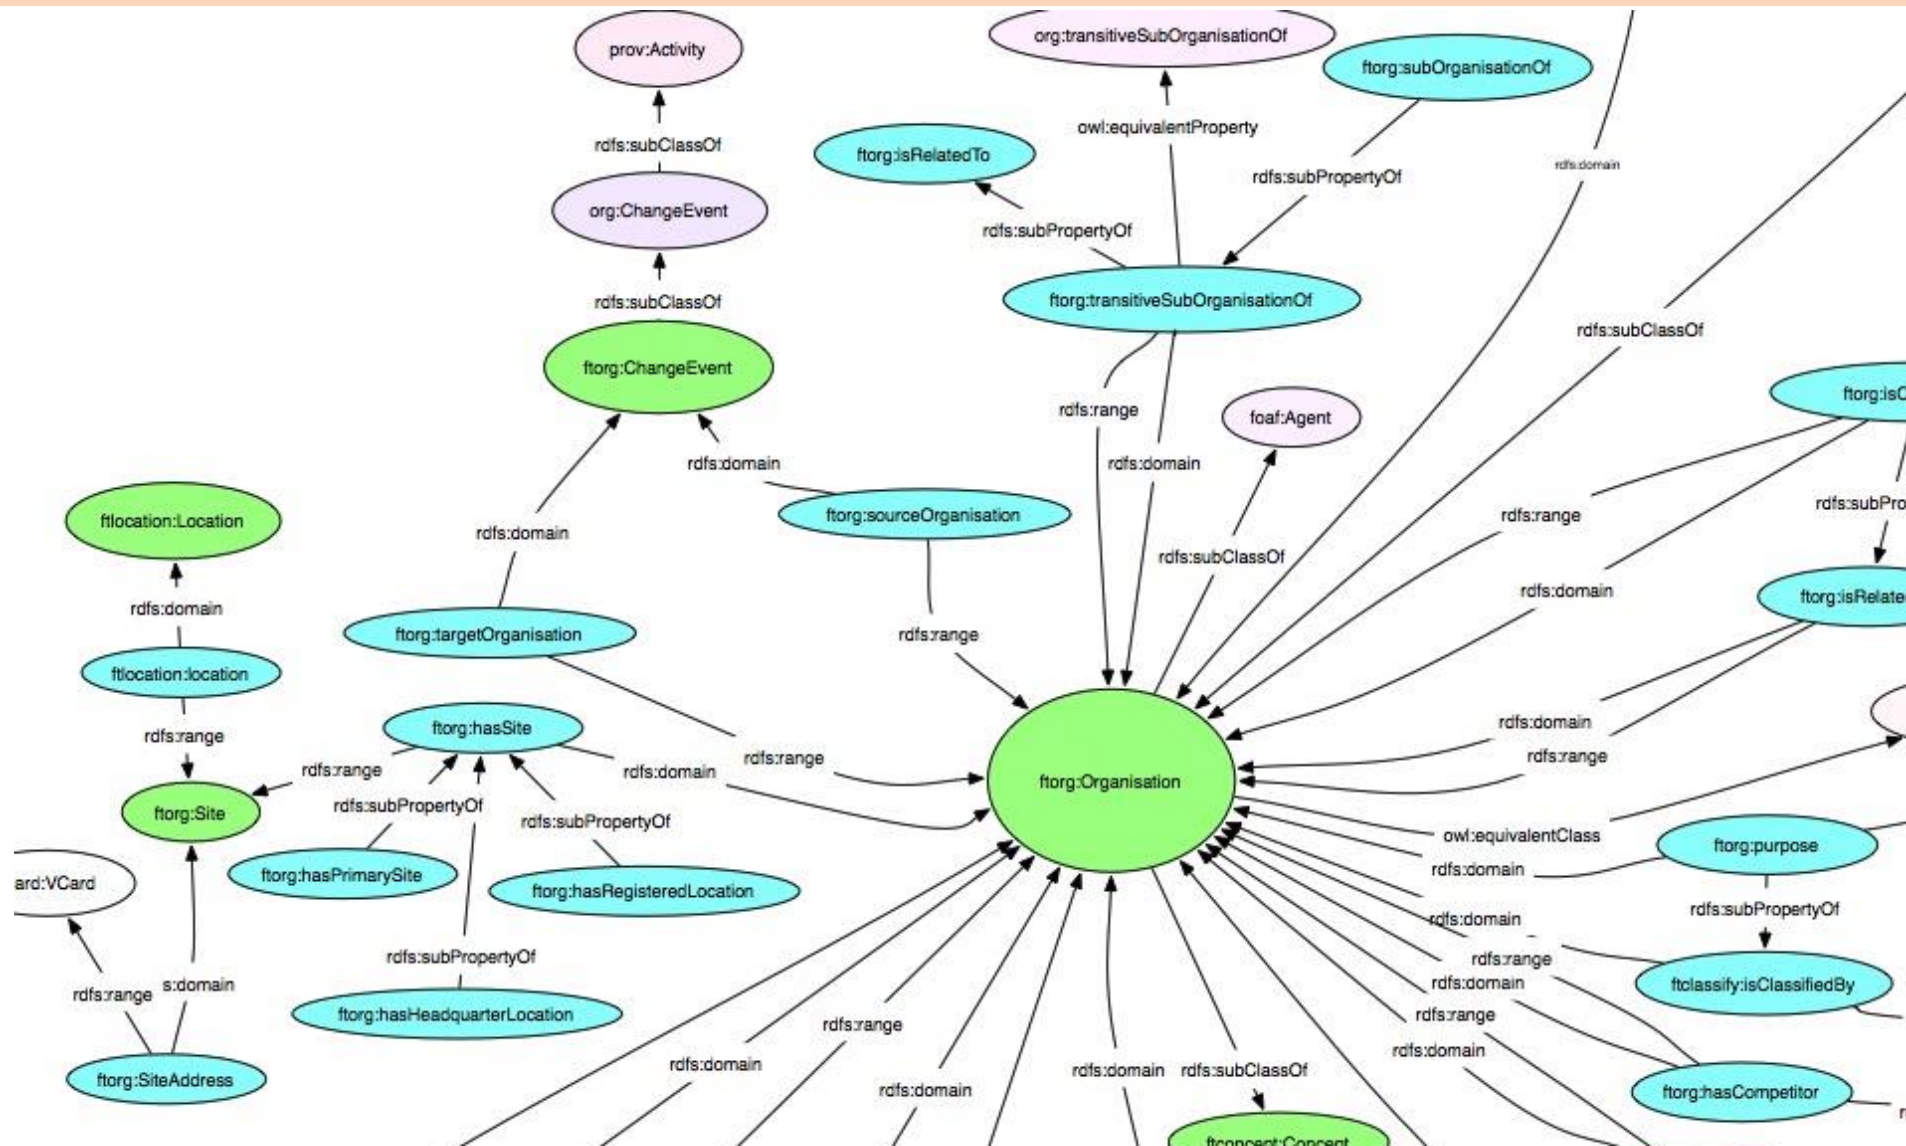 prov:Activity
org:transitiveSubOrganisationOf
ftorg:subOrganisationOf
owl:equivalentProperty
rdfs:subClassOf
ftorg:isRelatedTo
rdfs:domain
rdfs:subPropertyOf
org:ChangeEvent
rdfs:subPropertyOf
rdfs:subClassOf
ftorg:transitiveSubOrganisationOf
rdfs:subClassOf
ftorg:ChangeEvent
ftorg:isC
rdfs:range
foaf:Agent
rdfs:domain
rdfs:domain
rdfs:subPro
ftlocation:Location
ftorg:sourceOrganisation
rdfs:range
rdfs:domain
rdfs:subClassOf
rdfs:domain
ftorg:isRelate
rdfs:domain
ftorg:targetOrganisation
rdfs:range
ftlocation:location
rdfs:domain
ftorg:hasSite
rdfs:range
rdfs:range
rdfs:range
rdfs:range
rdfs:domain
ftorg:Organisation
rdfs:subPropertyOf
ftorg:Site
rdfs:subPropertyOf
owl:equivalentClass
ftorg:purpose
rdfs:domain
ard:VCard
ftorg:hasPrimarySite
ftorg:hasRegisteredLocation
rdfs:subPropertyOf
rdfs:domain
rdfs:subPropertyOf
rdfs:range
rdfs:domain
ftclassify:isClassifiedBy
rdfs:range
s:domain
ftorg:hasHeadquarterLocation
rdfs:range
rdfs:range
rdfs:domain
rdfs:domain
rdfs:domain
rdfs:subClassOf
ftorg:SiteAddress
rdfs:domain
ftorg:hasCompetitor
ftconcept:Concept